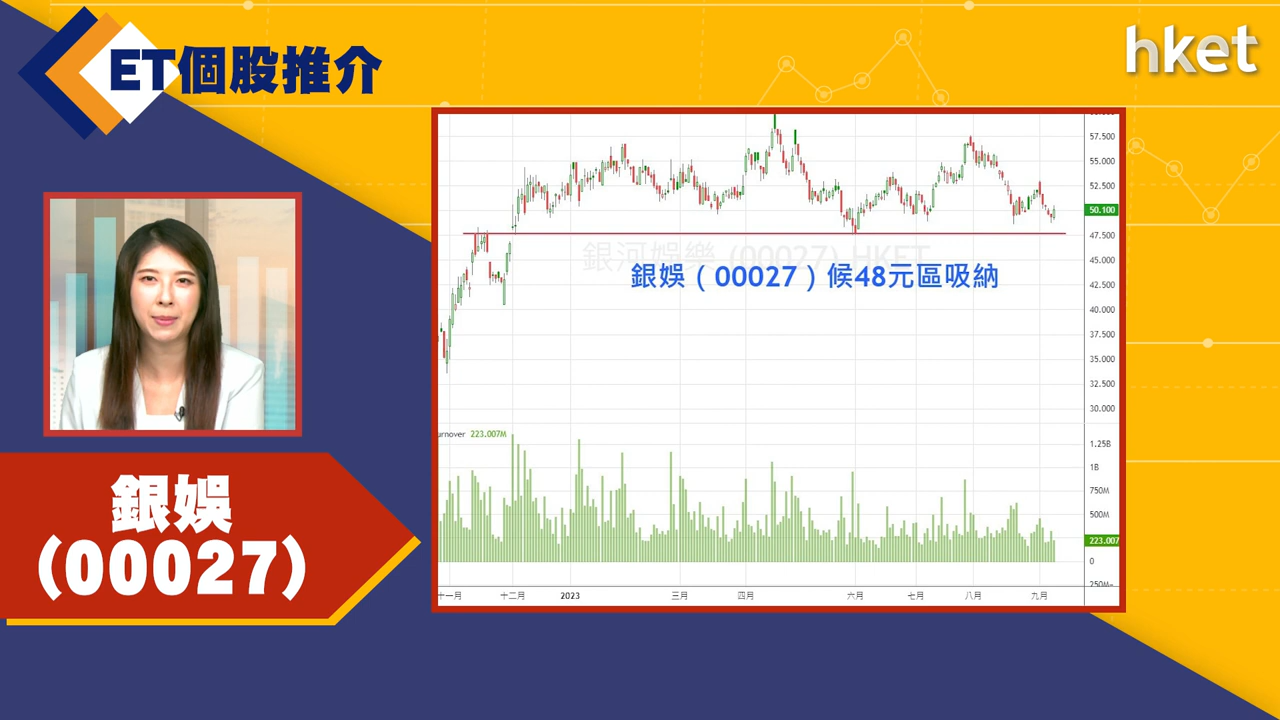 ET個股推介
hket
57.500
55.000
52.500
50.100
47.500
45.000
42.500
40.000
37.500
35.000
32.500
30.000
銀河娛樂 (00027) HKET
銀娛（00027）候48元區吸納
urnover 223.007M
1.25B
1B
750M
500M
223.007
0
250M-
十一月 十二月 2023 三月 四月 六月 七月 八月 九月
銀娛
(00027)